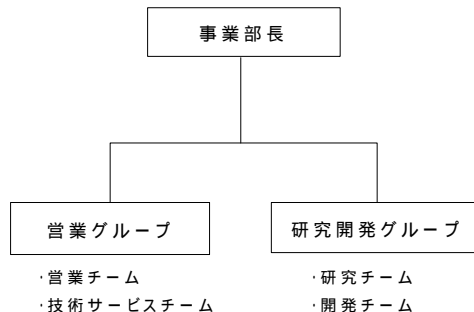 事業部長
営業グループ
研究開発グループ
・営業チーム
・技術サービスチーム
・研究チーム
・開発チーム